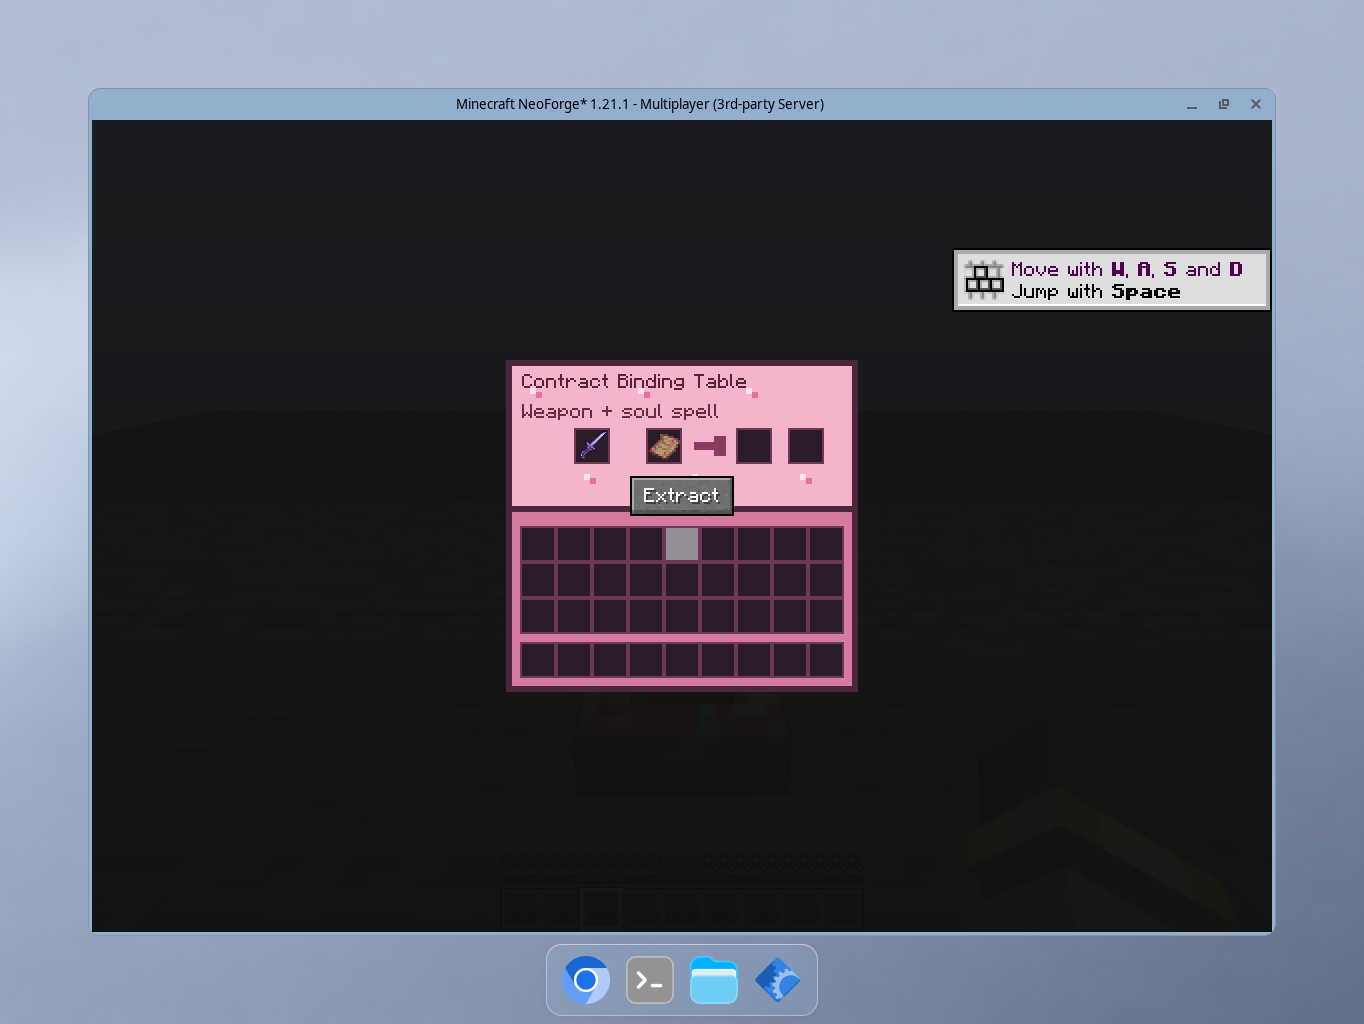 Minecraft NeoForge* 1.21.1 - Multiplayer (3rd-party Server)
Move with W, A, S and D
Jump with Space
Contract Binding Table
Weapon + soul spell
Extract